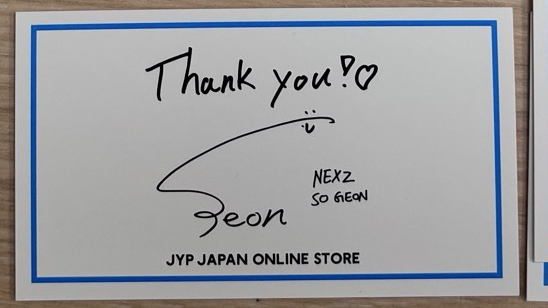 Thank you!♡
Geon
NEXZ
SO GEON
JYP JAPAN ONLINE STORE